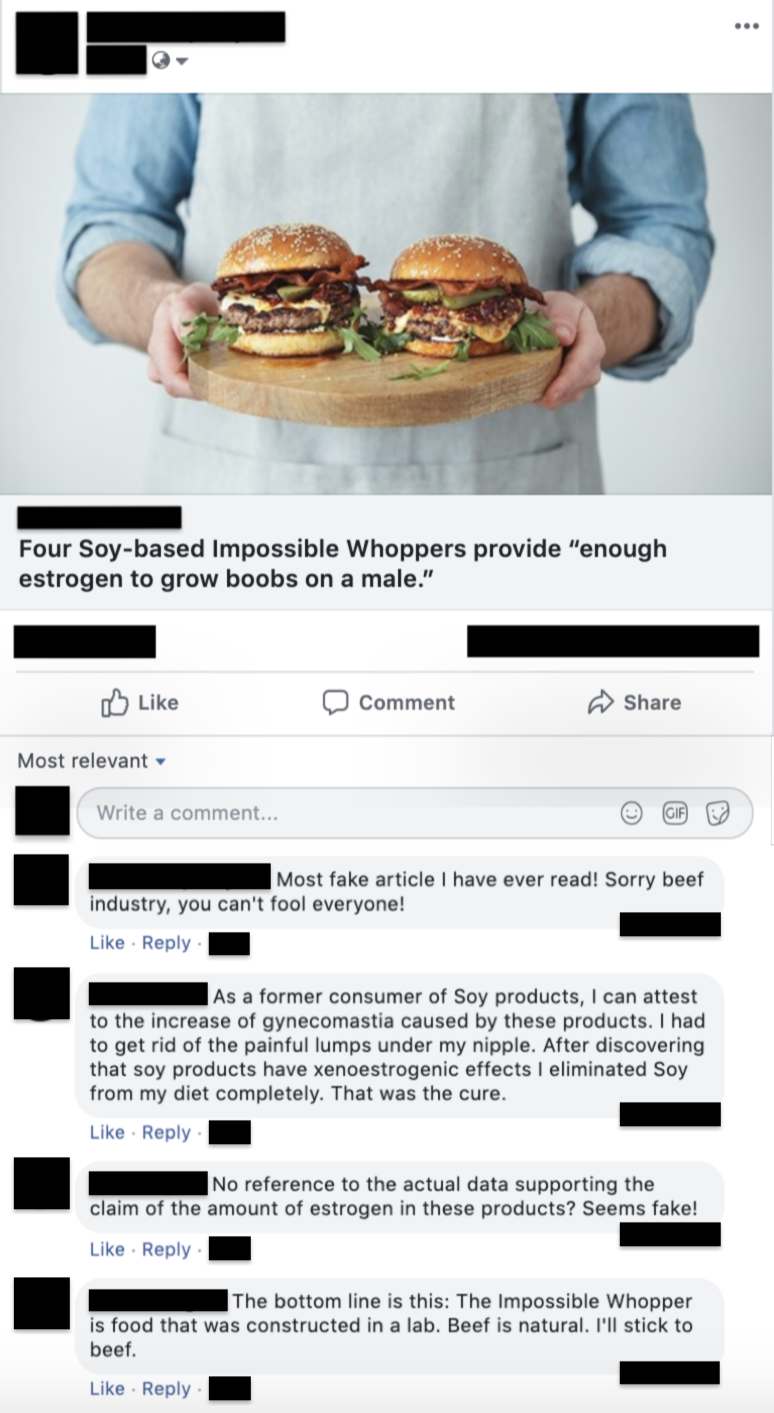 Four Soy-based Impossible Whoppers provide “enough
estrogen to grow boobs on a male.”
Like
Comment
Share
Most relevant
Write a comment...
GIF
Most fake article I have ever read! Sorry beef
industry, you can't fool everyone!
Like · Reply ·
As a former consumer of Soy products, I can attest
to the increase of gynecomastia caused by these products. I had
to get rid of the painful lumps under my nipple. After discovering
that soy products have xenoestrogenic effects I eliminated Soy
from my diet completely. That was the cure.
Like · Reply ·
No reference to the actual data supporting the
claim of the amount of estrogen in these products? Seems fake!
Like · Reply ·
The bottom line is this: The Impossible Whopper
is food that was constructed in a lab. Beef is natural. I'll stick to
beef.
Like · Reply ·